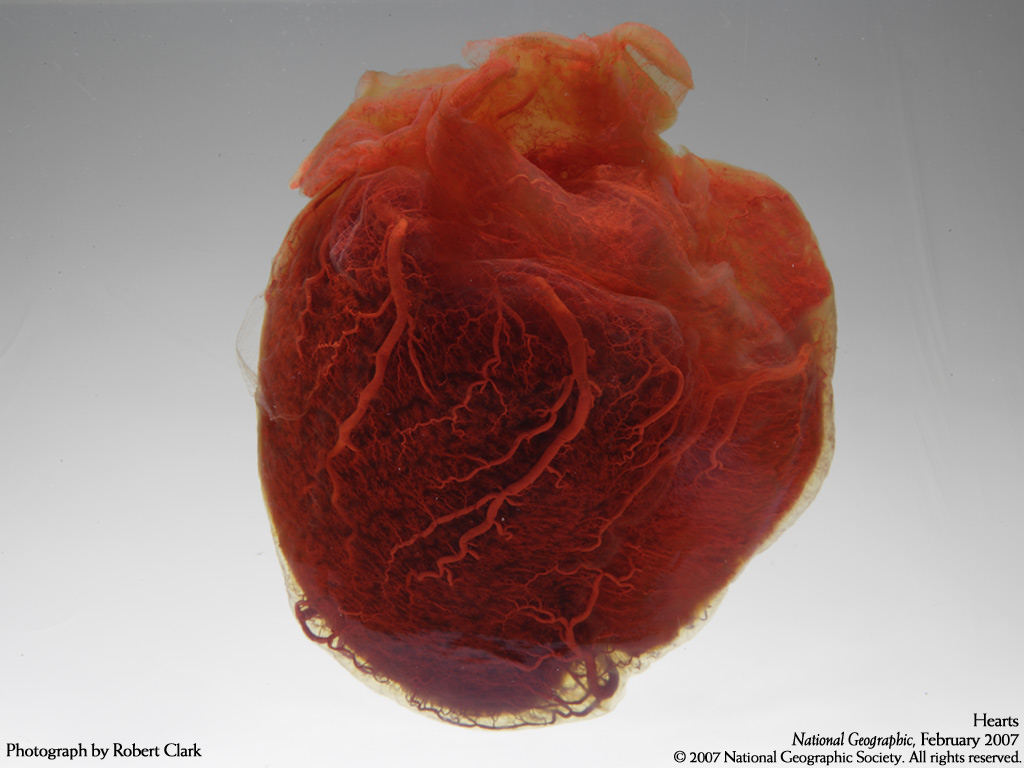 Photograph by Robert Clark
Hearts
National Geographic, February 2007
© 2007 National Geographic Society. All rights reserved.